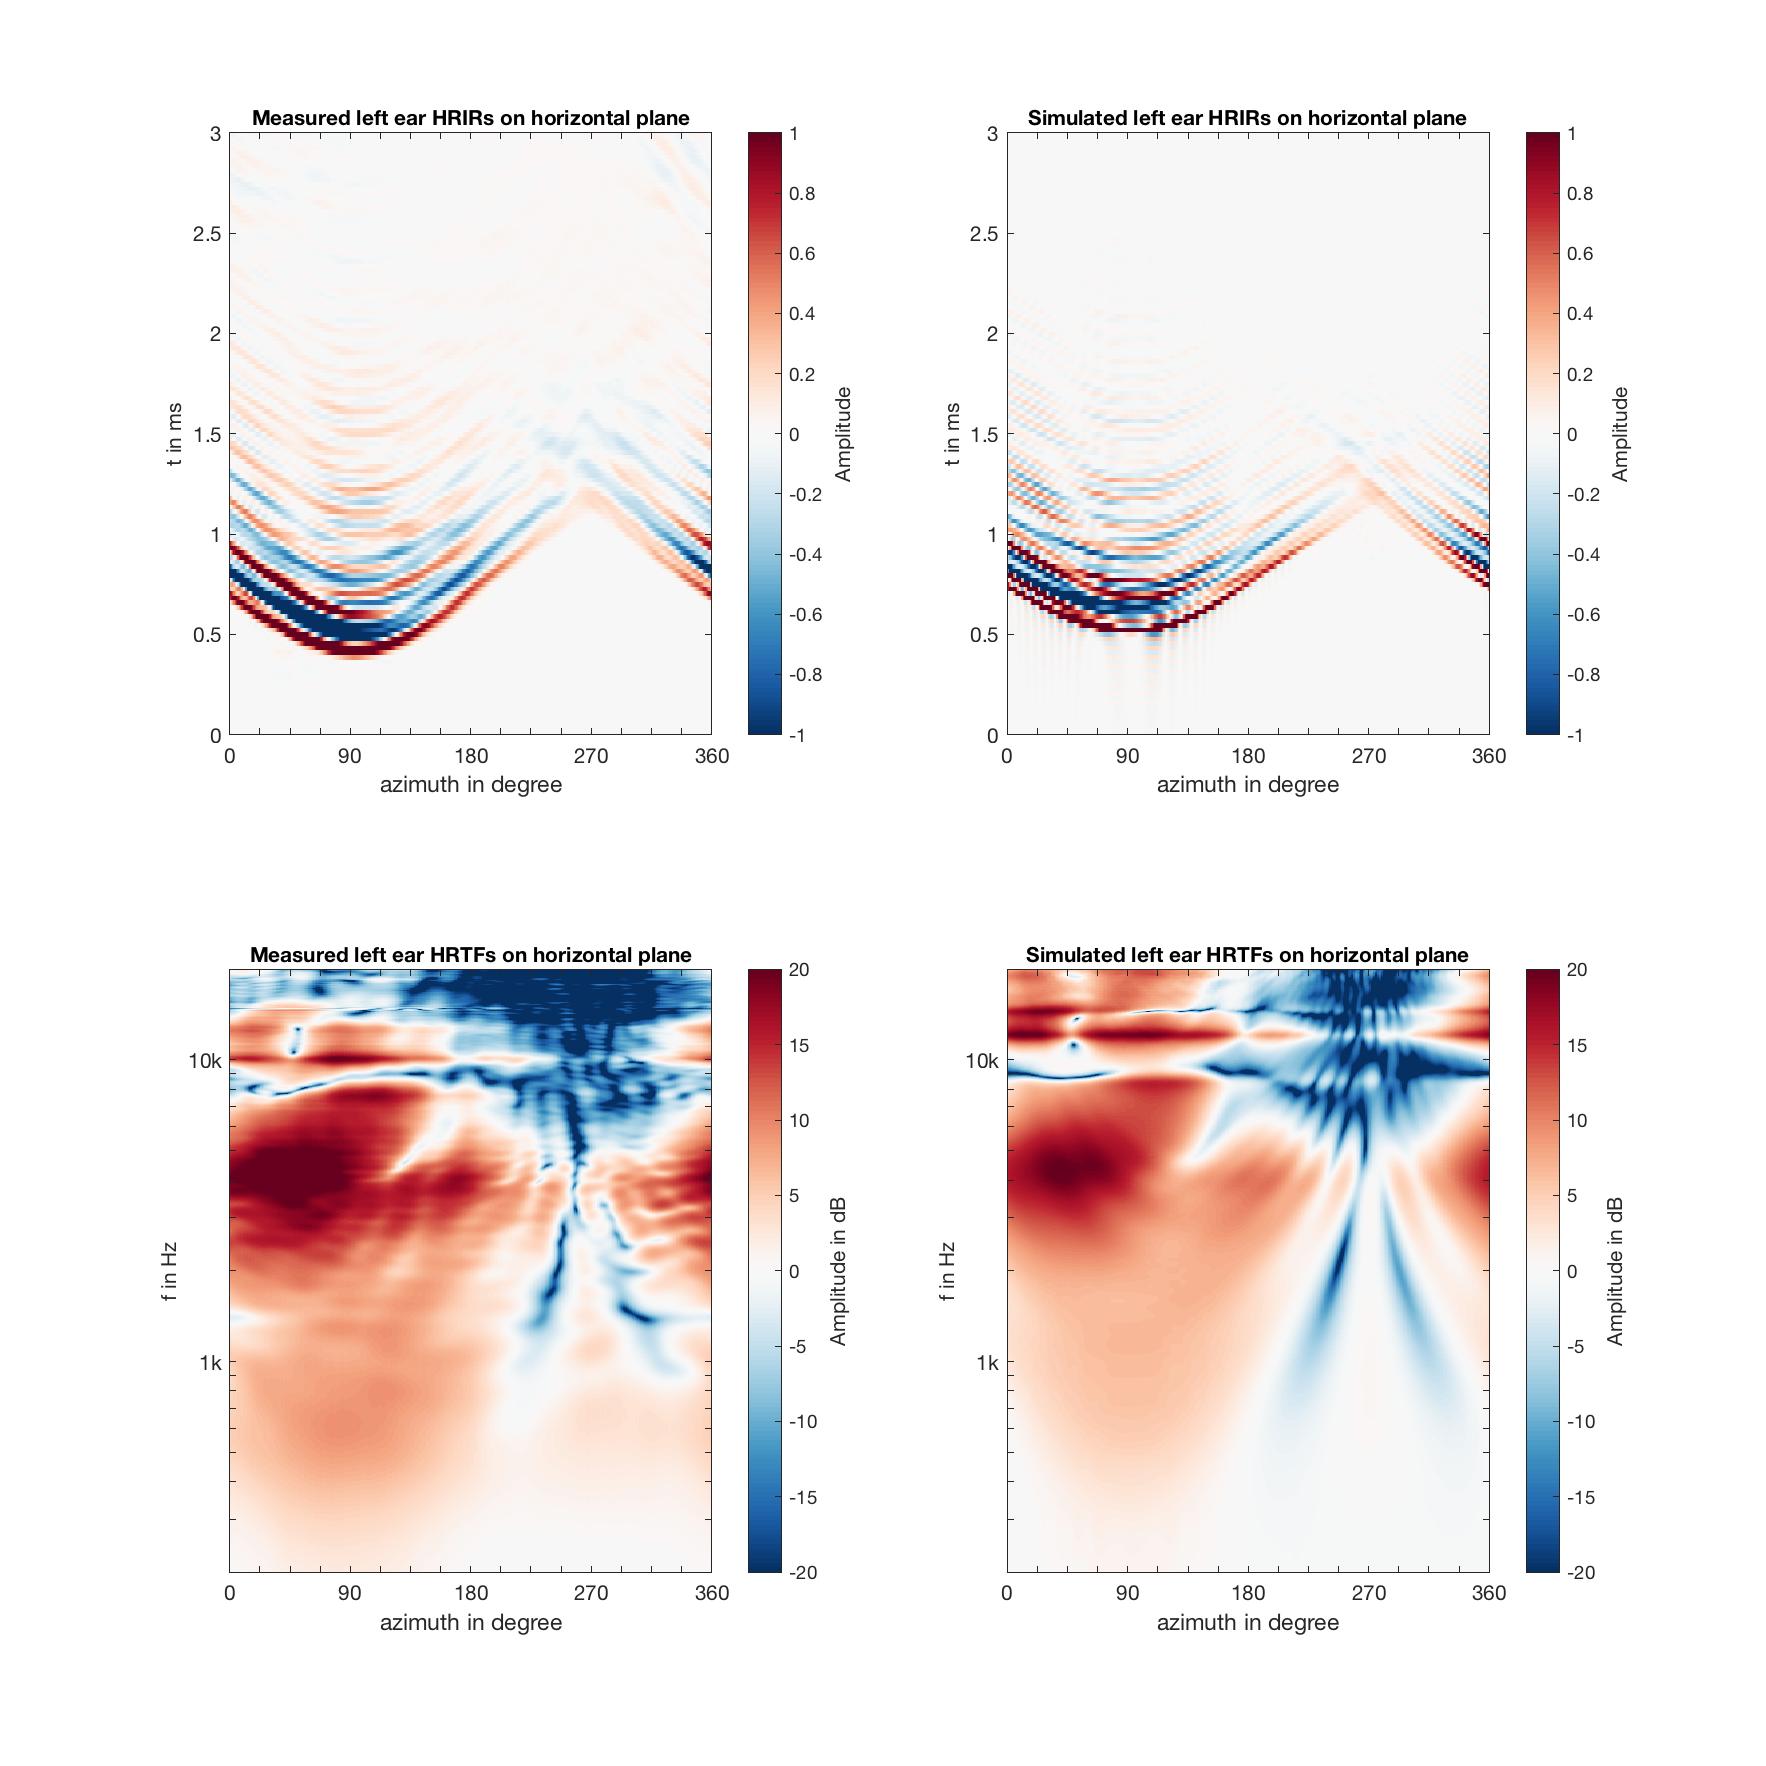 Measured left ear HRIRs on horizontal plane
3
2.5
2
1.5
1
0.5
0
t in ms
0 90 180 270 360
azimuth in degree
1
0.8
0.6
0.4
0.2
0
-0.2
-0.4
-0.6
-0.8
-1
Amplitude
Simulated left ear HRIRs on horizontal plane
3
2.5
2
1.5
1
0.5
0
t in ms
0 90 180 270 360
azimuth in degree
1
0.8
0.6
0.4
0.2
0
-0.2
-0.4
-0.6
-0.8
-1
Amplitude
Measured left ear HRTFs on horizontal plane
10k
1k
f in Hz
0 90 180 270 360
azimuth in degree
20
15
10
5
0
-5
-10
-15
-20
Amplitude in dB
Simulated left ear HRTFs on horizontal plane
10k
1k
f in Hz
0 90 180 270 360
azimuth in degree
20
15
10
5
0
-5
-10
-15
-20
Amplitude in dB